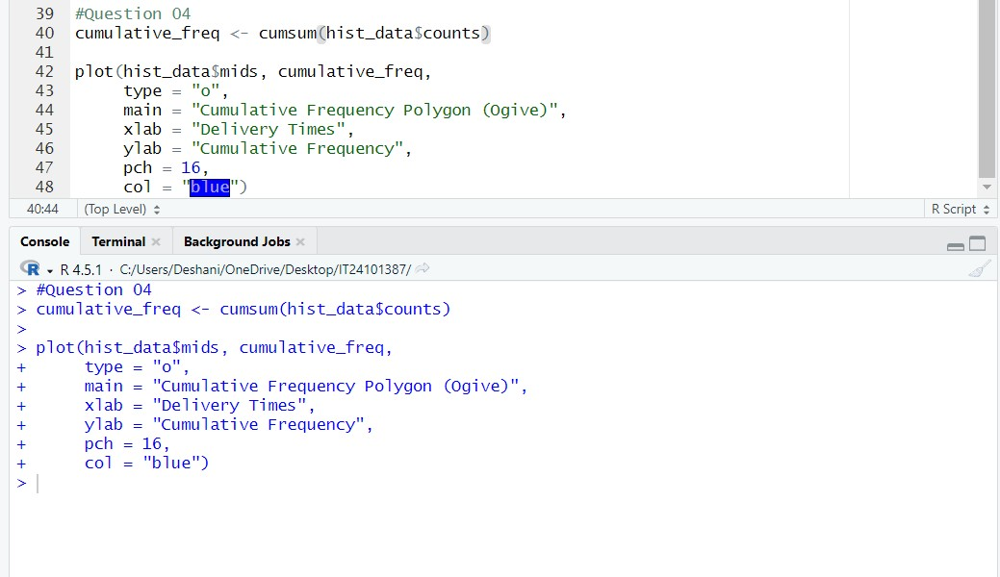 39 #Question 04
40 cumulative_freq <- cumsum(hist_data$counts)
41
42 plot(hist_data$mids, cumulative_freq,
43      type = "o",
44      main = "Cumulative Frequency Polygon (Ogive)",
45      xlab = "Delivery Times",
46      ylab = "Cumulative Frequency",
47      pch = 16,
48      col = "blue")
40:44 (Top Level) R Script
Console Terminal Background Jobs
R R 4.5.1 · C:/Users/Deshani/OneDrive/Desktop/IT24101387/
> #Question 04
> cumulative_freq <- cumsum(hist_data$counts)
>
> plot(hist_data$mids, cumulative_freq,
+      type = "o",
+      main = "Cumulative Frequency Polygon (Ogive)",
+      xlab = "Delivery Times",
+      ylab = "Cumulative Frequency",
+      pch = 16,
+      col = "blue")
>